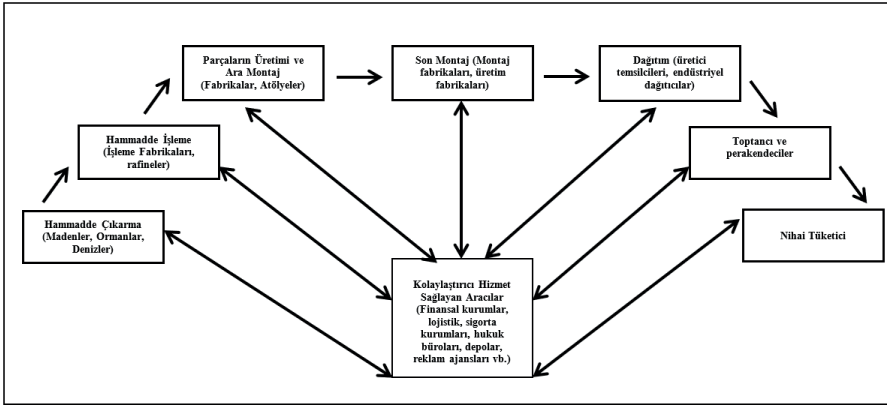 Parçaların Üretimi ve
Ara Montaj
(Fabrikalar, Atölyeler)
Son Montaj (Montaj
fabrikaları, üretim
fabrikaları)
Dağıtım (üretici
temsilcileri, endüstriyel
dağıtıcılar)
Hammadde İşleme
(İşleme Fabrikaları,
rafineler)
Toptancı ve
perakendeciler
Hammadde Çıkarma
(Madenler, Ormanlar,
Denizler)
Nihai Tüketici
Kolaylaştırıcı Hizmet
Sağlayan Aracılar
(Finansal kurumlar,
lojistik, sigorta
kurumları, hukuk
büroları, depolar,
reklam ajansları vb.)